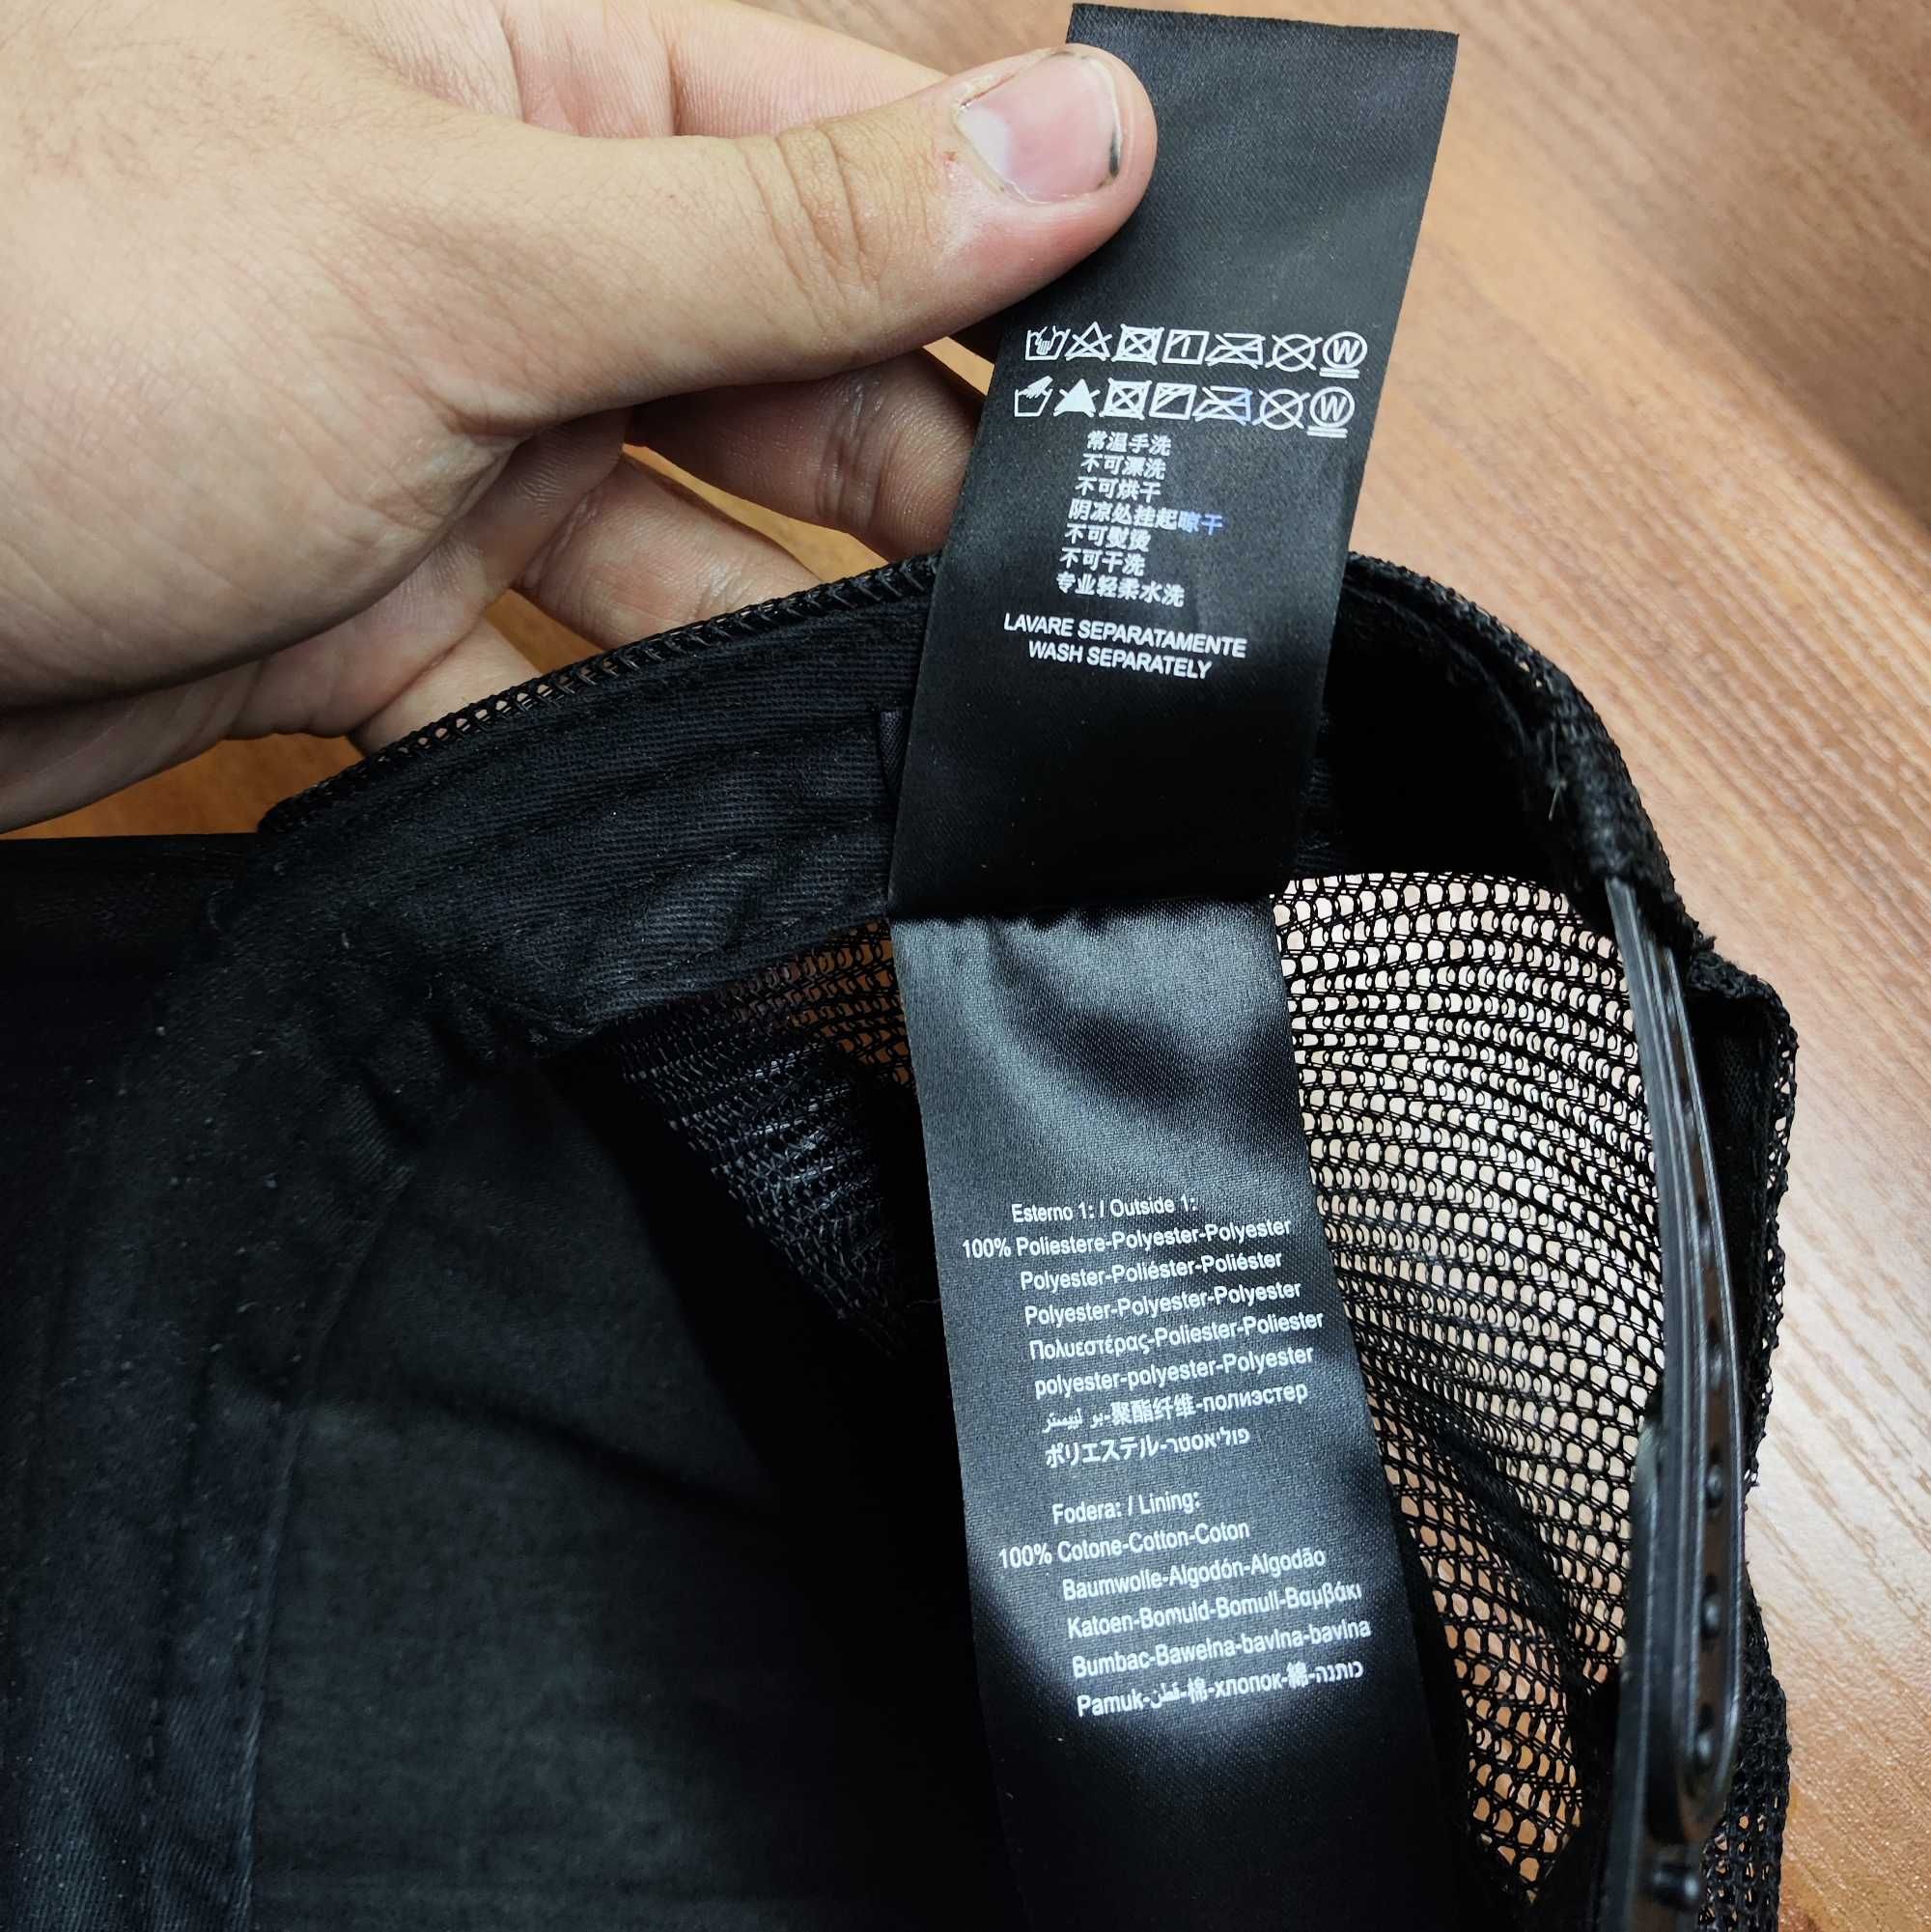 常温手洗
不可漂洗
不可烘干
阴凉处挂起晾干
不可熨烫
不可干洗
专业轻柔水洗
LAVARE SEPARATAMENTE
WASH SEPARATELY
Esterno 1: / Outside 1:
100% Poliestere-Polyester-Polyester
Polyester-Poliéster-Poliéster
Polyester-Polyester-Polyester
Πολυεστέρας-Poliester-Poliester
polyester-polyester-Polyester
聚酯纤维-полиэстер
ポリエステル-פוליאסטר
Fodera: / Lining:
100% Cotone-Cotton-Coton
Baumwolle-Algodón-Algodão
Katoen-Bomuld-Bomull-Βαμβάκι
Bumbac-Bawełna-bavlna-bavlna
Pamuk-قطن-棉-хлопок-綿-כותנה